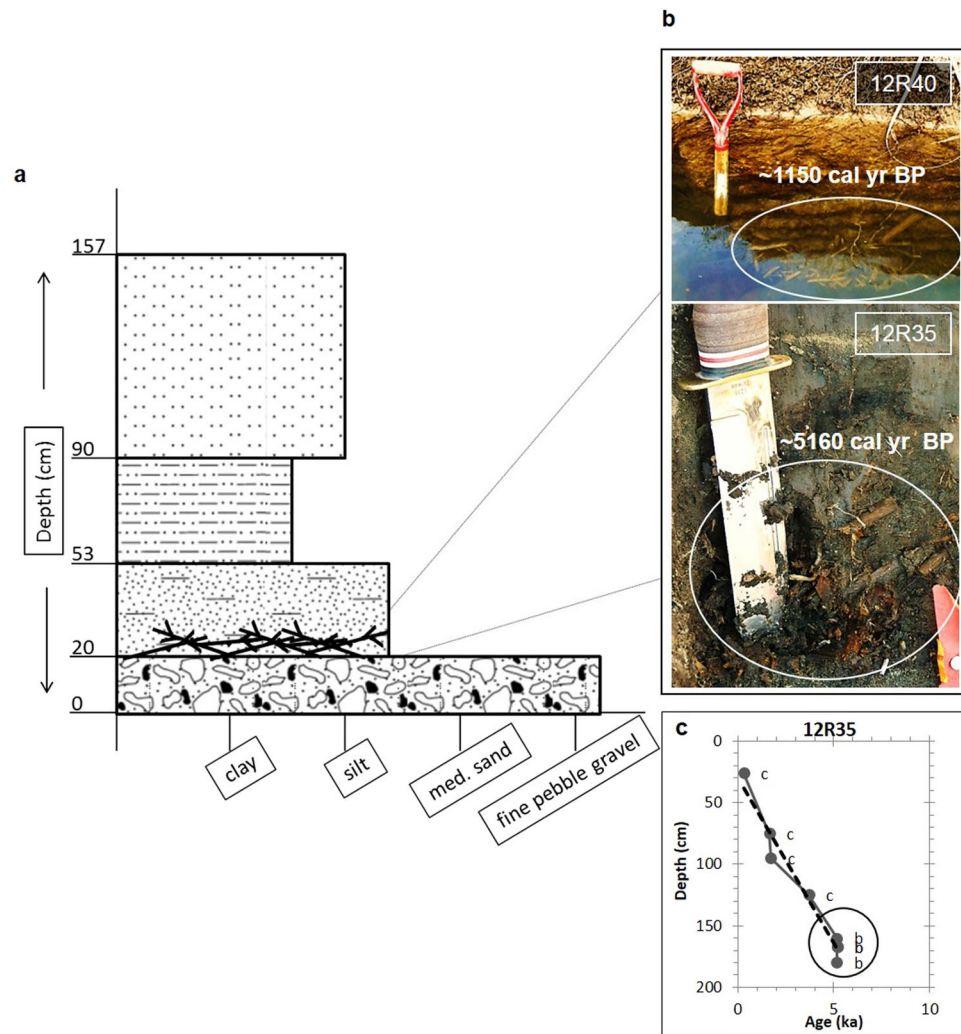 a
157
90
53
20
0
Depth (cm)
clay
silt
med. sand
fine pebble gravel
b
12R40
~1150 cal yr BP
12R35
~5160 cal yr BP
c
12R35
0
50
100
150
200
Depth (cm)
c
c
c
c
b
b
b
0
5
10
Age (ka)